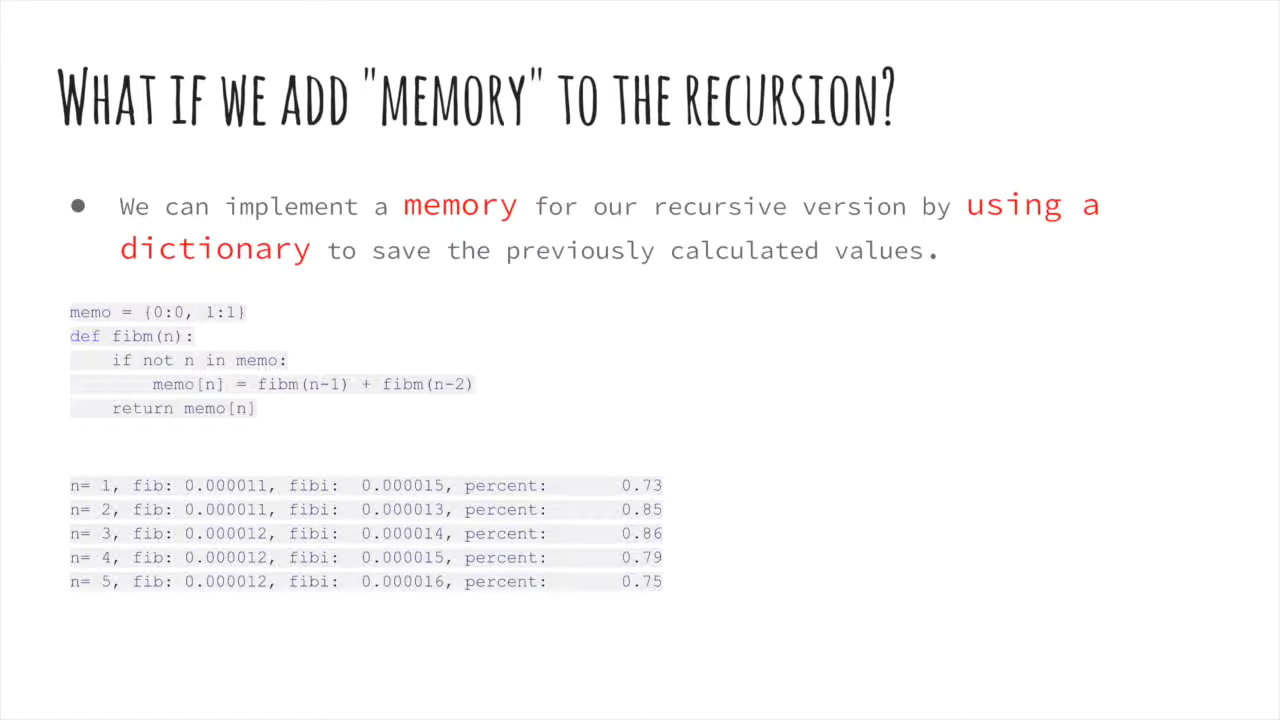 WHAT IF WE ADD "MEMORY" TO THE RECURSION?
● We can implement a memory for our recursive version by using a
dictionary to save the previously calculated values.
memo = {0:0, 1:1}
def fibm(n):
    if not n in memo:
        memo[n] = fibm(n-1) + fibm(n-2)
    return memo[n]
n= 1, fib: 0.000011, fibi:  0.000015, percent:       0.73
n= 2, fib: 0.000011, fibi:  0.000013, percent:       0.85
n= 3, fib: 0.000012, fibi:  0.000014, percent:       0.86
n= 4, fib: 0.000012, fibi:  0.000015, percent:       0.79
n= 5, fib: 0.000012, fibi:  0.000016, percent:       0.75